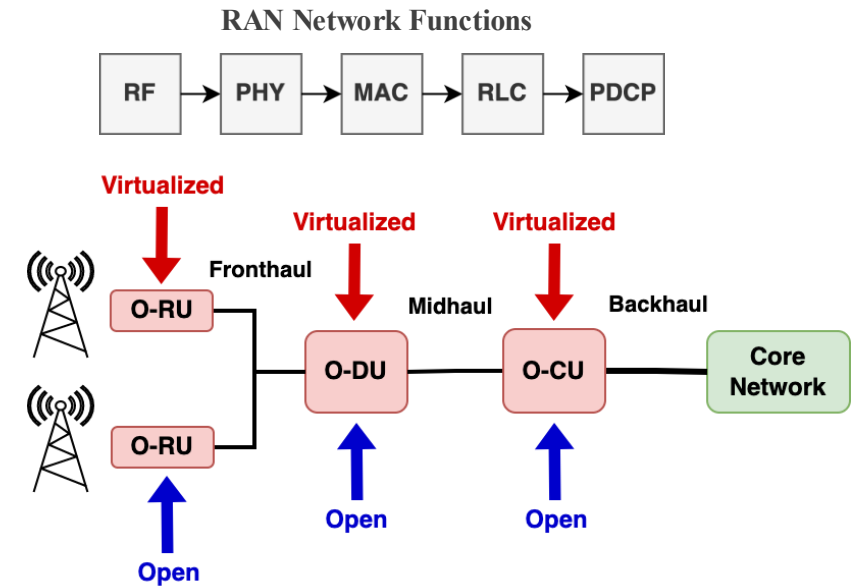 RAN Network Functions
RF
PHY
MAC
RLC
PDCP
Virtualized
Virtualized
Virtualized
Fronthaul
Midhaul
Backhaul
O-RU
O-DU
O-CU
Core
Network
O-RU
Open
Open
Open